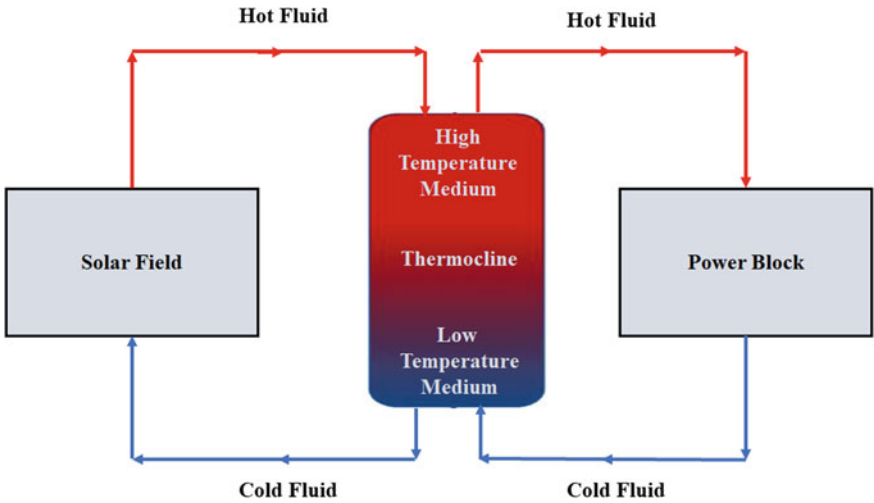 Hot Fluid
Hot Fluid
High
Temperature
Medium
Solar Field
Thermocline
Power Block
Low
Temperature
Medium
Cold Fluid
Cold Fluid